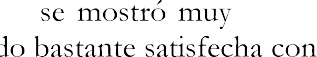 se mostró muy
do bastante satisfecha con